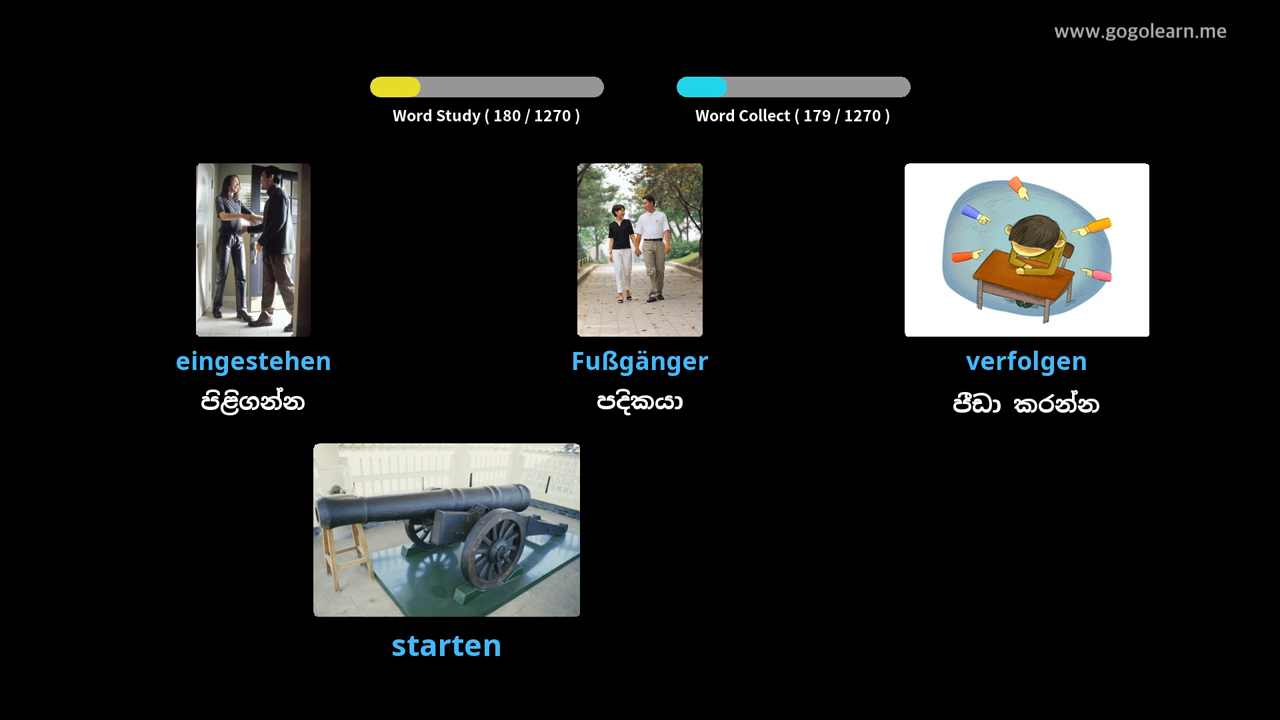 www.gogolearn.me
Word Study ( 180 / 1270 )
Word Collect ( 179 / 1270 )
eingestehen
Fußgänger
verfolgen
පිළිගන්න
පදිකයා
පීඩා කරන්න
starten